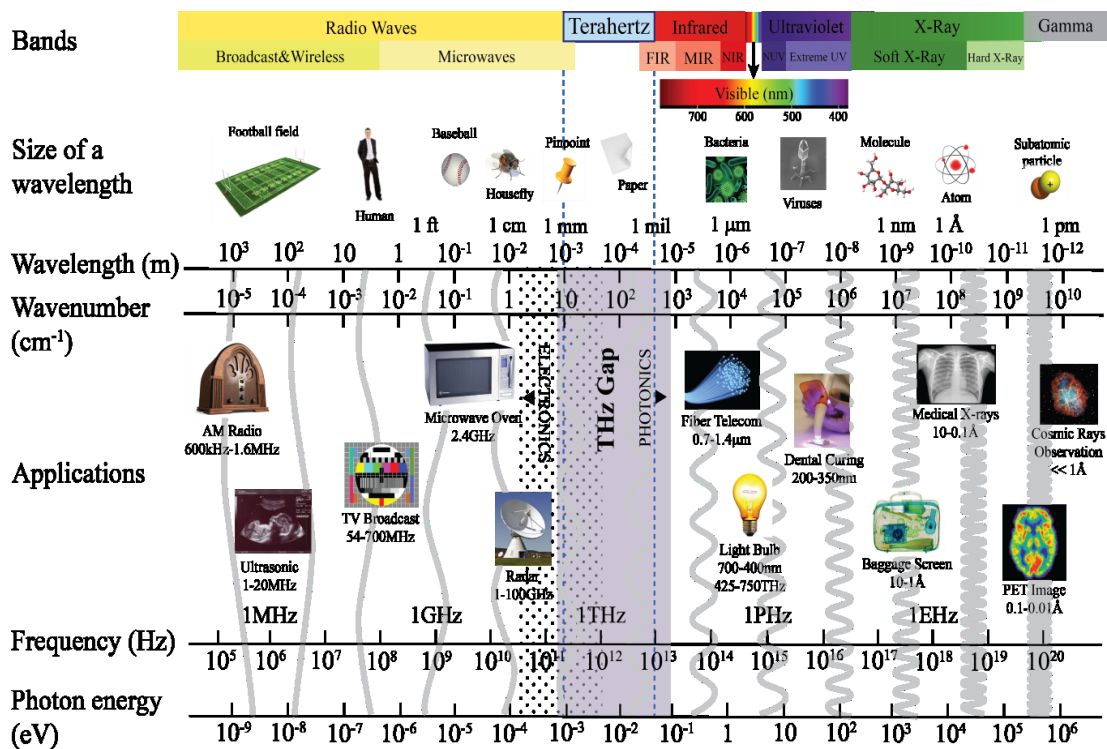 Bands
Radio Waves
Terahertz
Infrared
Ultraviolet
X-Ray
Gamma
Broadcast&Wireless
Microwaves
FIR
MIR
NIR
NUV
Extreme UV
Soft X-Ray
Hard X-Ray
Visible (nm)
700 600 500 400
Size of a
wavelength
Football field
Human
Baseball
Housefly
Pinpoint
Paper
Bacteria
Viruses
Molecule
Atom
Subatomic
particle
1 ft 1 cm 1 mm 1 mil 1 µm 1 nm 1 Å 1 pm
Wavelength (m)
10³ 10² 10 1 10⁻¹ 10⁻² 10⁻³ 10⁻⁴ 10⁻⁵ 10⁻⁶ 10⁻⁷ 10⁻⁸ 10⁻⁹ 10⁻¹⁰ 10⁻¹¹ 10⁻¹²
Wavenumber
(cm⁻¹)
10⁻⁵ 10⁻⁴ 10⁻³ 10⁻² 10⁻¹ 1 10 10² 10³ 10⁴ 10⁵ 10⁶ 10⁷ 10⁸ 10⁹ 10¹⁰
ELECTRONICS
THz Gap
PHOTONICS
Applications
AM Radio
600kHz-1.6MHz
Ultrasonic
1-20MHz
TV Broadcast
54-700MHz
Microwave Oven
2.4GHz
Radar
1-100GHz
Fiber Telecom
0.7-1.4µm
Light Bulb
700-400nm
425-750THz
Dental Curing
200-350nm
Baggage Screen
10-1Å
Medical X-rays
10-0.1Å
Cosmic Rays
Observation
<< 1Å
PET Image
0.1-0.01Å
1MHz 1GHz 1THz 1PHz 1EHz
Frequency (Hz)
10⁵ 10⁶ 10⁷ 10⁸ 10⁹ 10¹⁰ 10¹¹ 10¹² 10¹³ 10¹⁴ 10¹⁵ 10¹⁶ 10¹⁷ 10¹⁸ 10¹⁹ 10²⁰
Photon energy
(eV)
10⁻⁹ 10⁻⁸ 10⁻⁷ 10⁻⁶ 10⁻⁵ 10⁻⁴ 10⁻³ 10⁻² 10⁻¹ 1 10 10² 10³ 10⁴ 10⁵ 10⁶